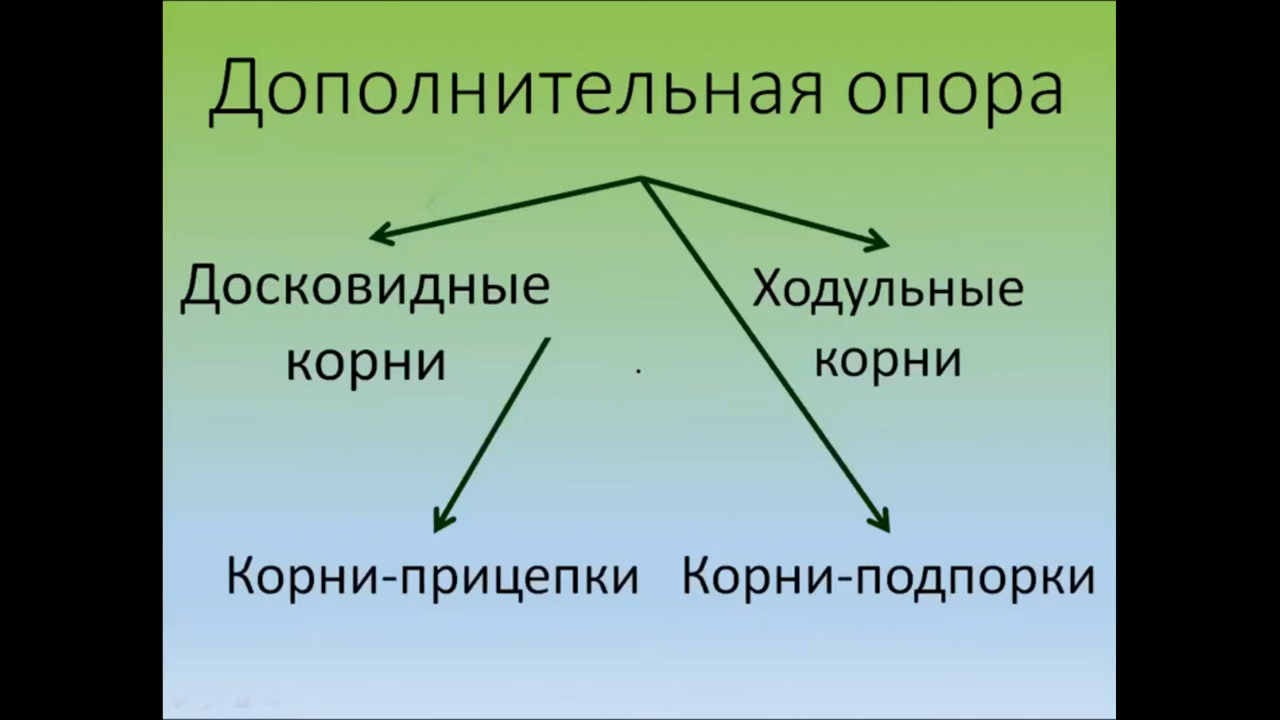 Дополнительная опора
Досковидные
корни
Ходульные
корни
Корни-прицепки
Корни-подпорки